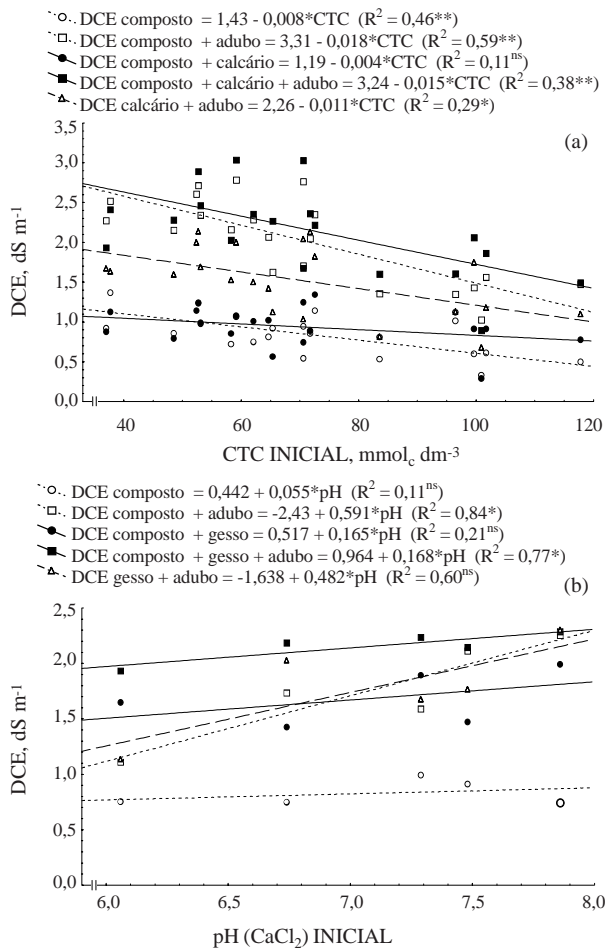 DCE composto = 1,43 - 0,008*CTC (R² = 0,46**)
DCE composto + adubo = 3,31 - 0,018*CTC (R² = 0,59**)
DCE composto + calcário = 1,19 - 0,004*CTC (R² = 0,11ns)
DCE composto + calcário + adubo = 3,24 - 0,015*CTC (R² = 0,38**)
DCE calcário + adubo = 2,26 - 0,011*CTC (R² = 0,29*)
(a)
3,5
3,0
2,5
2,0
1,5
1,0
0,5
0,0
DCE, dS m-1
40 60 80 100 120
CTC INICIAL, mmolc dm-3
DCE composto = 0,442 + 0,055*pH (R² = 0,11ns)
DCE composto + adubo = -2,43 + 0,591*pH (R² = 0,84*)
DCE composto + gesso = 0,517 + 0,165*pH (R² = 0,21ns)
DCE composto + gesso + adubo = 0,964 + 0,168*pH (R² = 0,77*)
DCE gesso + adubo = -1,638 + 0,482*pH (R² = 0,60ns)
(b)
2,5
2,0
1,5
1,0
0,5
0,0
DCE, dS m-1
6,0 6,5 7,0 7,5 8,0
pH (CaCl2) INICIAL